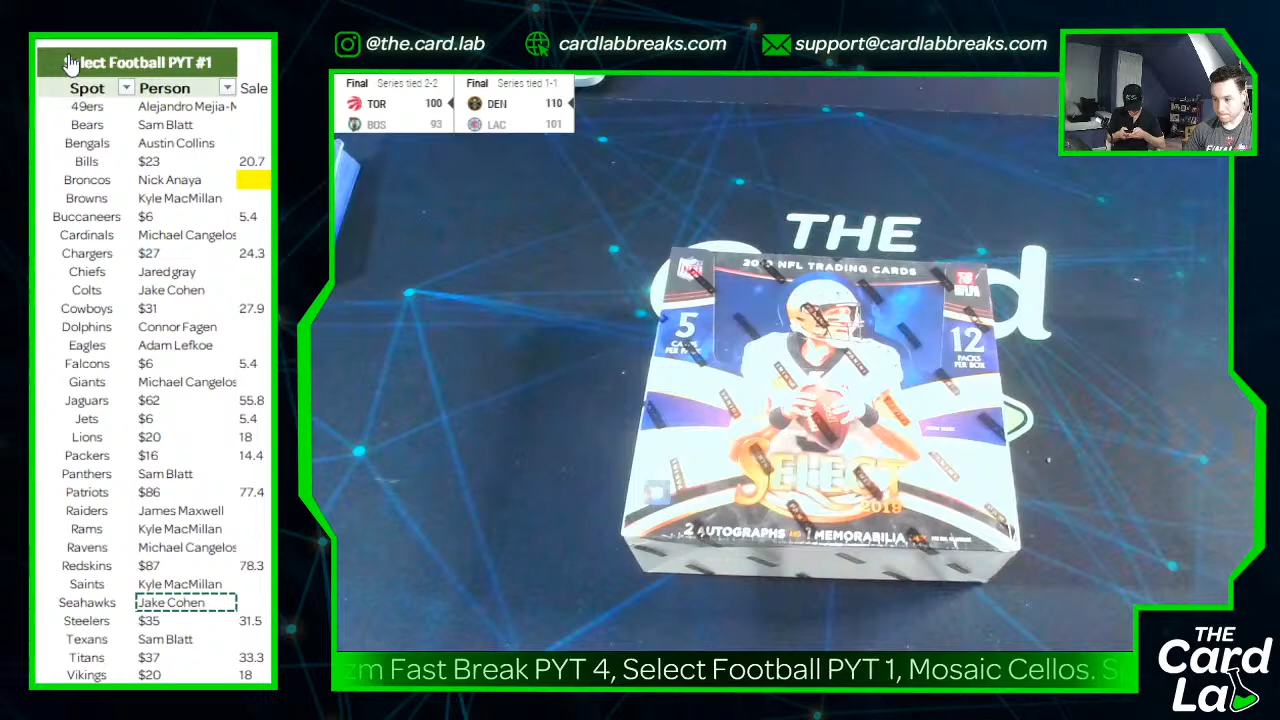 @the.card.lab
cardlabbreaks.com
support@cardlabbreaks.com
lect Football PYT #1
Spot Person Sale
49ers Alejandro Mejia-
Bears Sam Blatt
Bengals Austin Collins
Bills $23 20.7
Broncos Nick Anaya
Browns Kyle MacMillan
Buccaneers $6 5.4
Cardinals Michael Cangelos
Chargers $27 24.3
Chiefs Jared gray
Colts Jake Cohen
Cowboys $31 27.9
Dolphins Connor Fagen
Eagles Adam Lefkoe
Falcons $6 5.4
Giants Michael Cangelos
Jaguars $62 55.8
Jets $6 5.4
Lions $20 18
Packers $16 14.4
Panthers Sam Blatt
Patriots $86 77.4
Raiders James Maxwell
Rams Kyle MacMillan
Ravens Michael Cangelos
Redskins $87 78.3
Saints Kyle MacMillan
Seahawks Jake Cohen
Steelers $35 31.5
Texans Sam Blatt
Titans $37 33.3
Vikings $20 18
Final Series tied 2-2
TOR 100
BOS 93
Final Series tied 1-1
DEN 110
LAC 101
THE
d
NFL TRADING CARDS
NFL
5
12
PACKS
PER BOX
SELECT
2019
2 AUTOGRAPHS 1 MEMORABILIA
zm Fast Break PYT 4, Select Football PYT 1, Mosaic Cellos. S
THE
Card
La